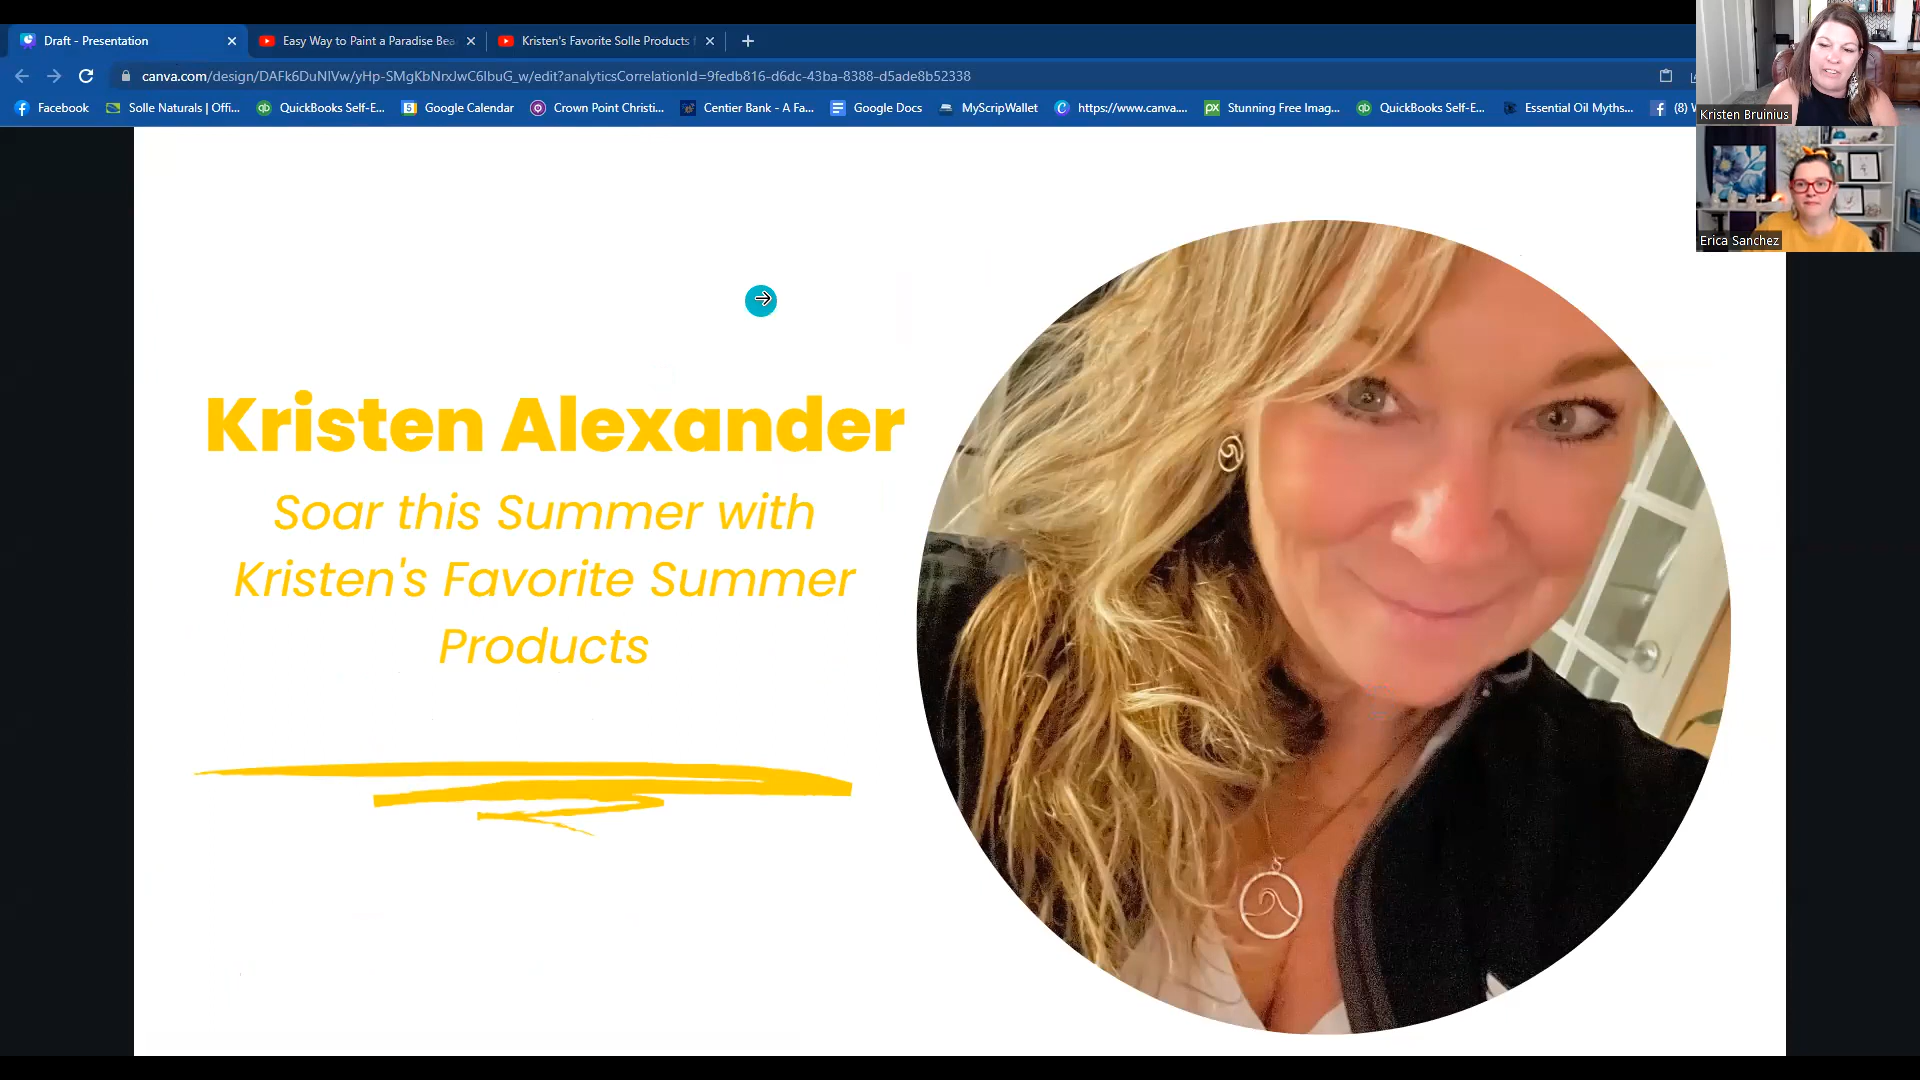 Draft - Presentation
Easy Way to Paint a Paradise Bea
Kristen's Favorite Solle Products
canva.com/design/DAFk6DuNlVw/yHp-SMgKbNrxJwC6IbuG_w/edit?analyticsCorrelationId=9fedb816-d6dc-43ba-8388-d5ade8b52338
Facebook
Solle Naturals | Offi...
QuickBooks Self-E...
Google Calendar
Crown Point Christi...
Centier Bank - A Fa...
Google Docs
MyScripWallet
https://www.canva....
Stunning Free Imag...
QuickBooks Self-E...
Essential Oil Myths...
(8)
Kristen Bruinius
Erica Sanchez
Kristen Alexander
Soar this Summer with
Kristen's Favorite Summer
Products